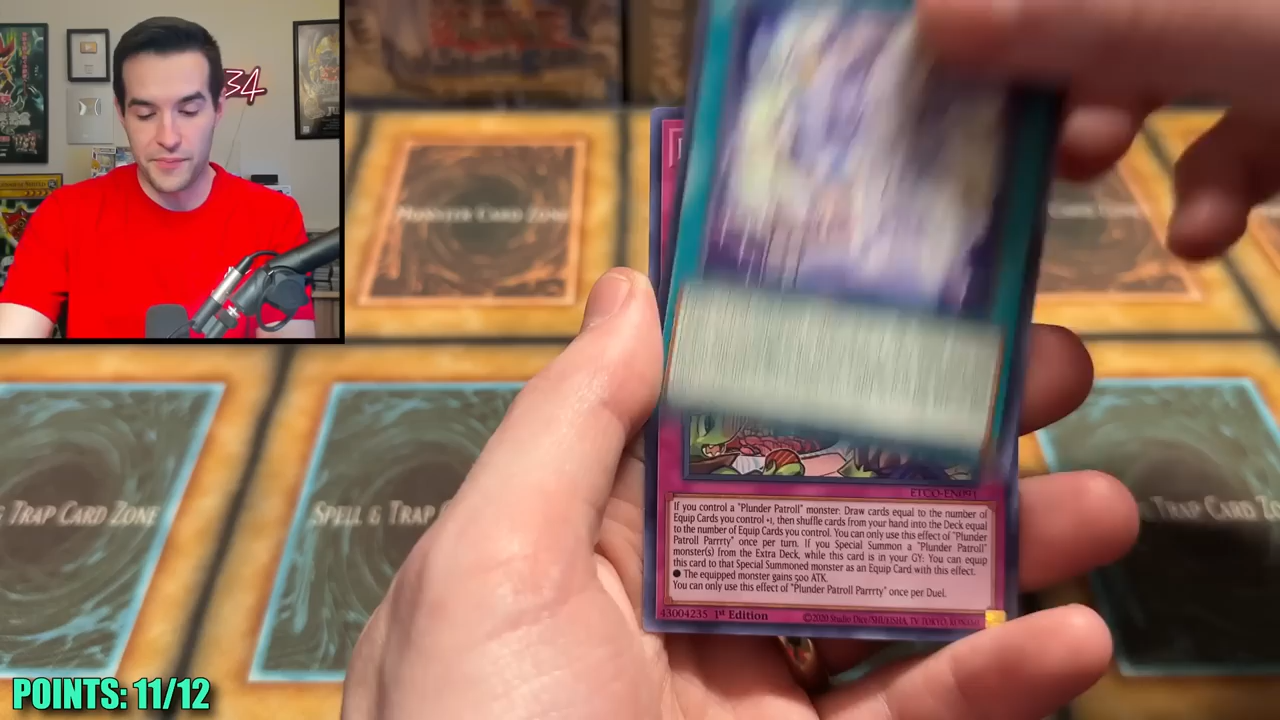 34
MONSTER CARD ZONE
TRAP CARD ZONE
SPELL & TRAP
TRAP CARD ZONE
ETCO-EN091
If you control a "Plunder Patroll" monster: Draw cards equal to the number of
Equip Cards you control +1, then shuffle cards from your hand into the Deck equal
to the number of Equip Cards you control. You can only use this effect of "Plunder
Patroll Parrrty" once per turn. If you Special Summon a "Plunder Patroll"
monster(s) from the Extra Deck, while this card is in your GY: You can equip
this card to that Special Summoned monster as an Equip Card with this effect.
● The equipped monster gains 500 ATK.
You can only use this effect of "Plunder Patroll Parrrty" once per Duel.
43004235 1st Edition ©2020 Studio Dice/SHUEISHA, TV TOKYO, KONAMI
POINTS: 11/12